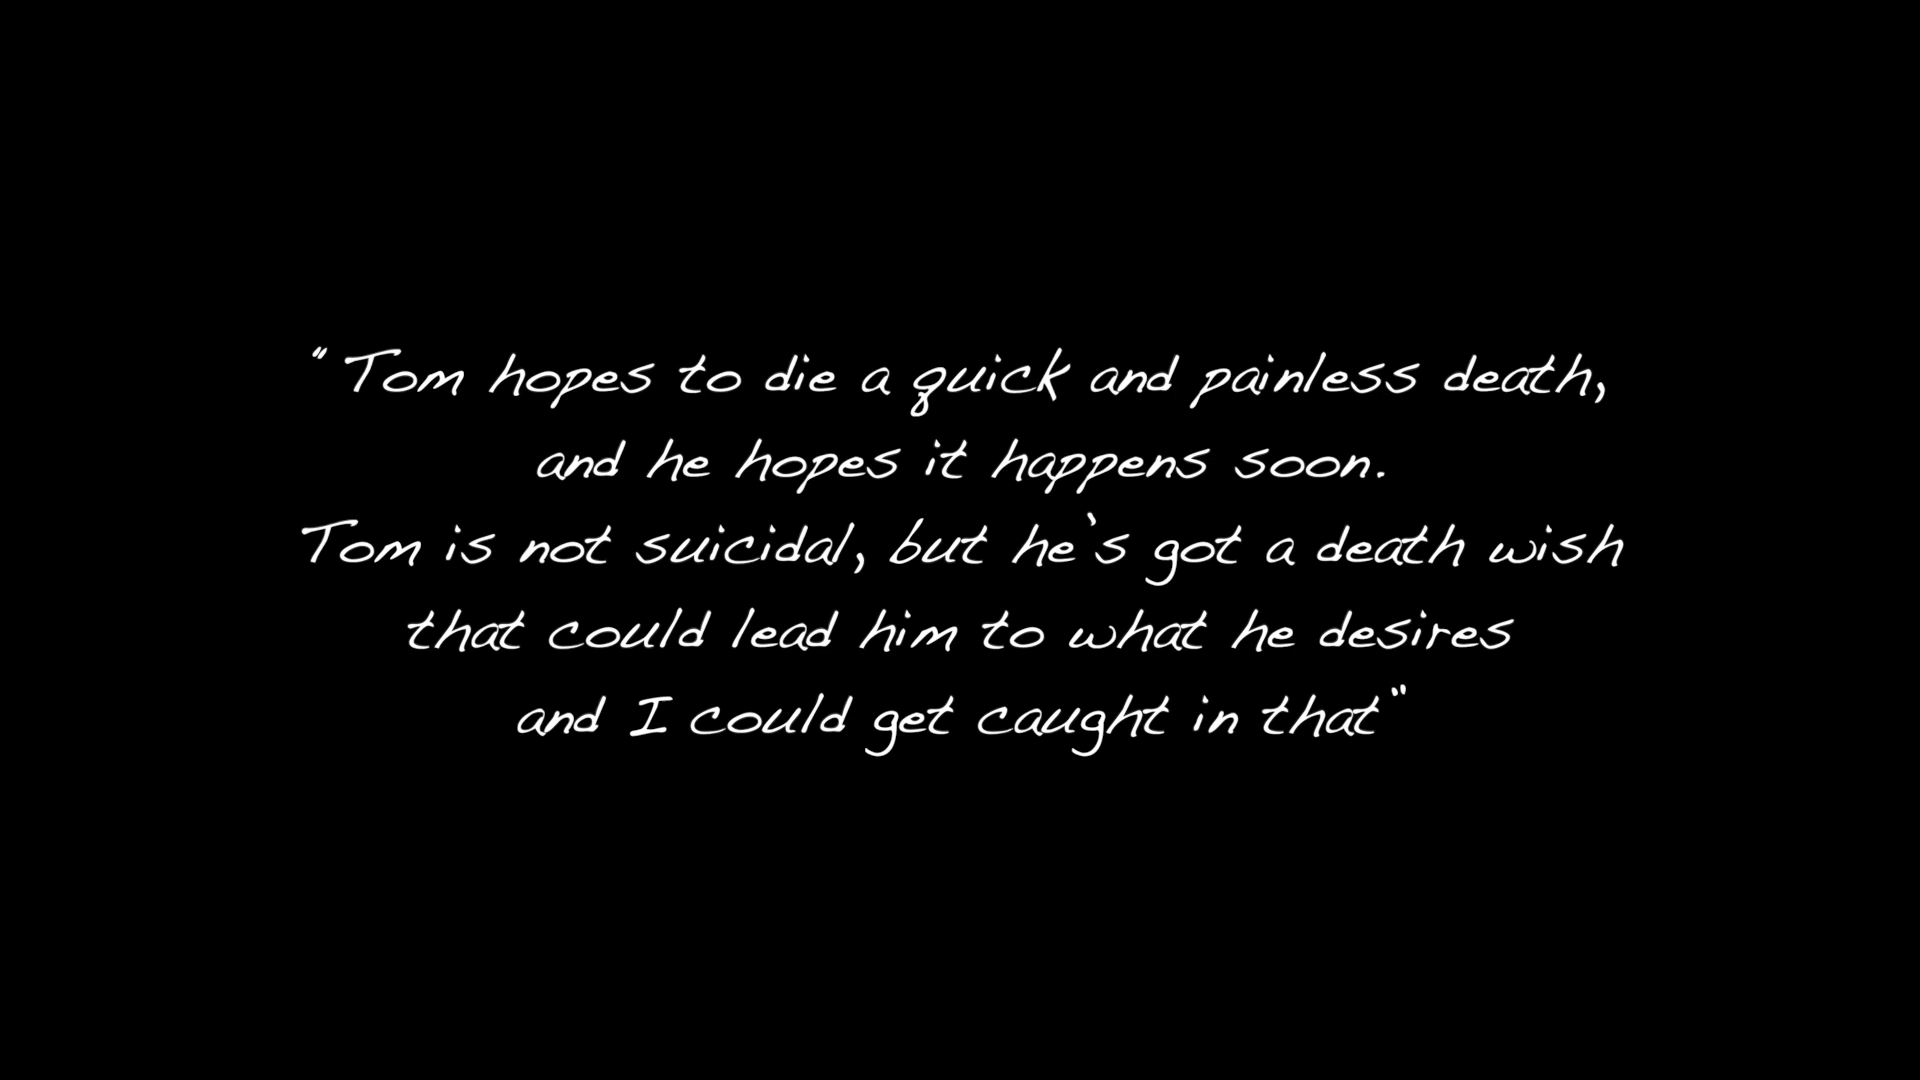 "Tom hopes to die a quick and painless death,
and he hopes it happens soon.
Tom is not suicidal, but he's got a death wish
that could lead him to what he desires
and I could get caught in that"